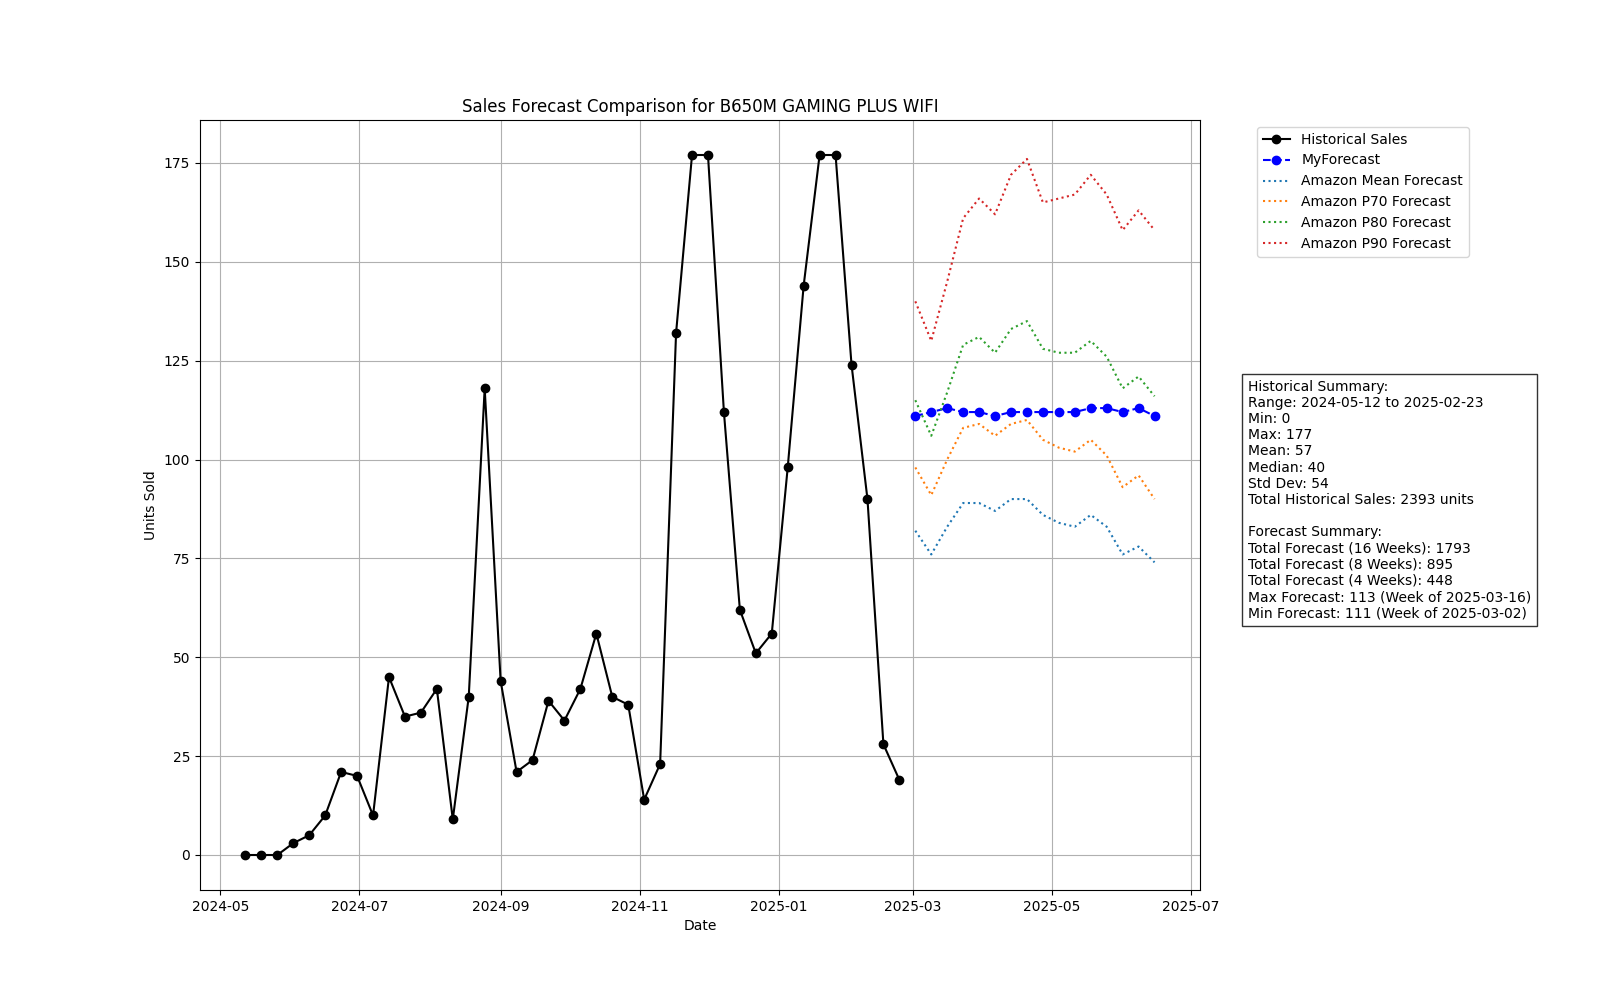 Sales Forecast Comparison for B650M GAMING PLUS WIFI
175
150
125
100
75
50
25
0
Units Sold
2024-05
2024-07
2024-09
2024-11
2025-01
2025-03
2025-05
2025-07
Date
Historical Sales
MyForecast
Amazon Mean Forecast
Amazon P70 Forecast
Amazon P80 Forecast
Amazon P90 Forecast
Historical Summary:
Range: 2024-05-12 to 2025-02-23
Min: 0
Max: 177
Mean: 57
Median: 40
Std Dev: 54
Total Historical Sales: 2393 units
Forecast Summary:
Total Forecast (16 Weeks): 1793
Total Forecast (8 Weeks): 895
Total Forecast (4 Weeks): 448
Max Forecast: 113 (Week of 2025-03-16)
Min Forecast: 111 (Week of 2025-03-02)